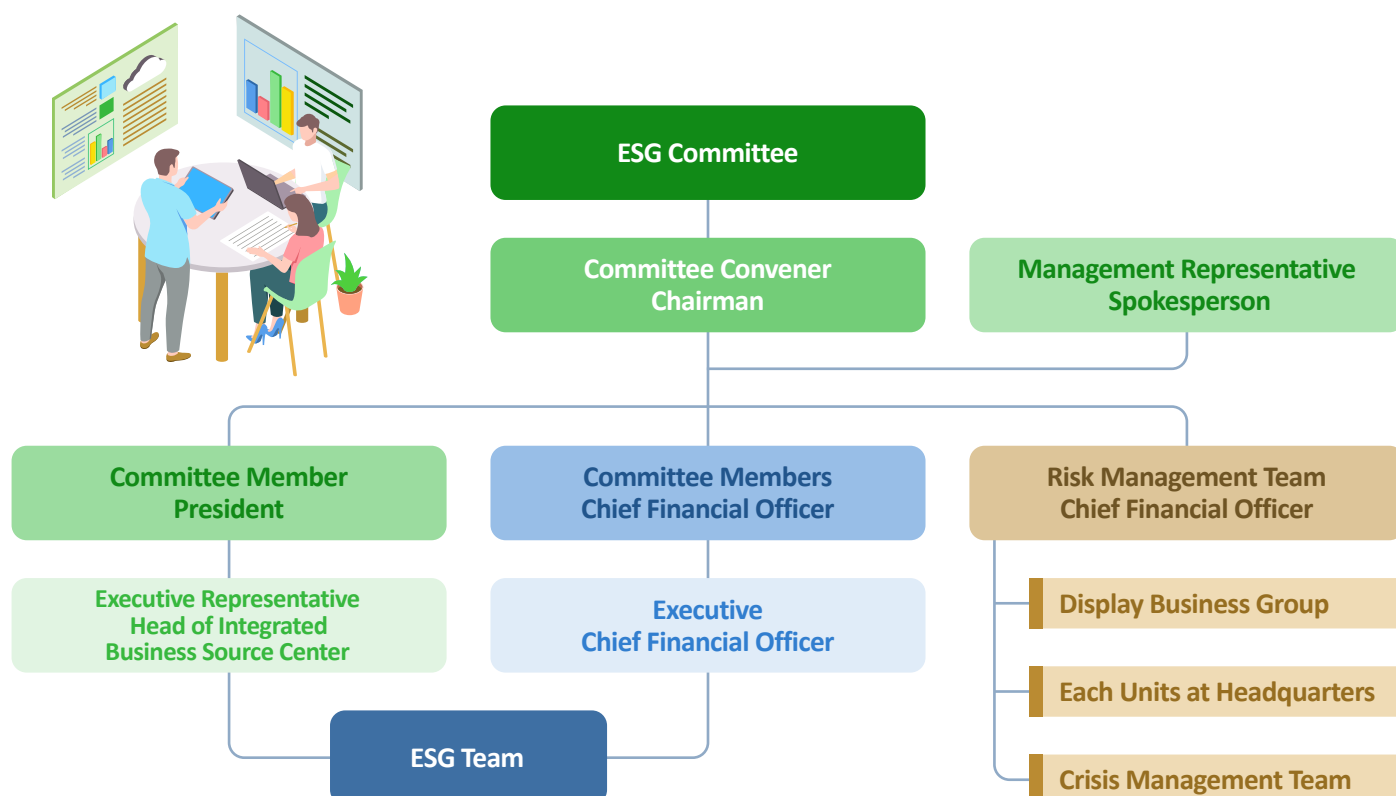 ESG Committee
Committee Convener
Chairman
Management Representative
Spokesperson
Committee Member
President
Committee Members
Chief Financial Officer
Risk Management Team
Chief Financial Officer
Executive Representative
Head of Integrated
Business Source Center
Executive
Chief Financial Officer
Display Business Group
Each Units at Headquarters
ESG Team
Crisis Management Team